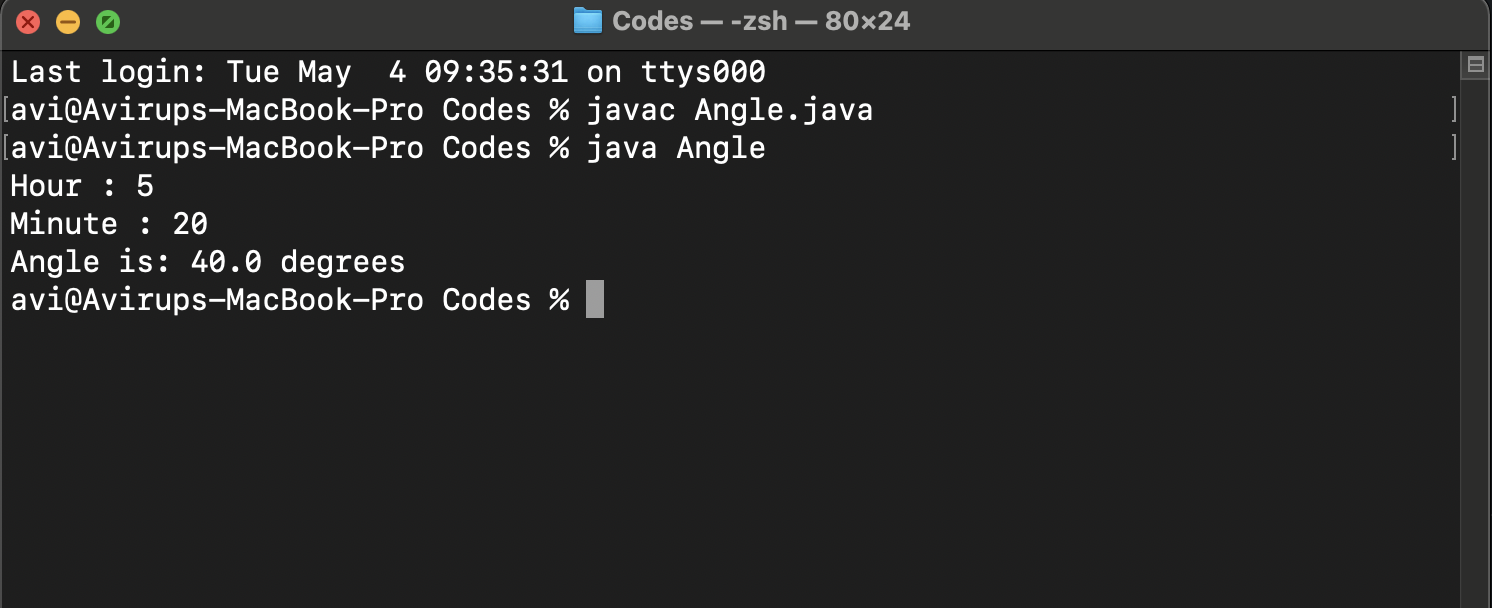 Codes — -zsh — 80×24
Last login: Tue May  4 09:35:31 on ttys000
[avi@Avirups-MacBook-Pro Codes % javac Angle.java ]
[avi@Avirups-MacBook-Pro Codes % java Angle ]
Hour : 5
Minute : 20
Angle is: 40.0 degrees
avi@Avirups-MacBook-Pro Codes %